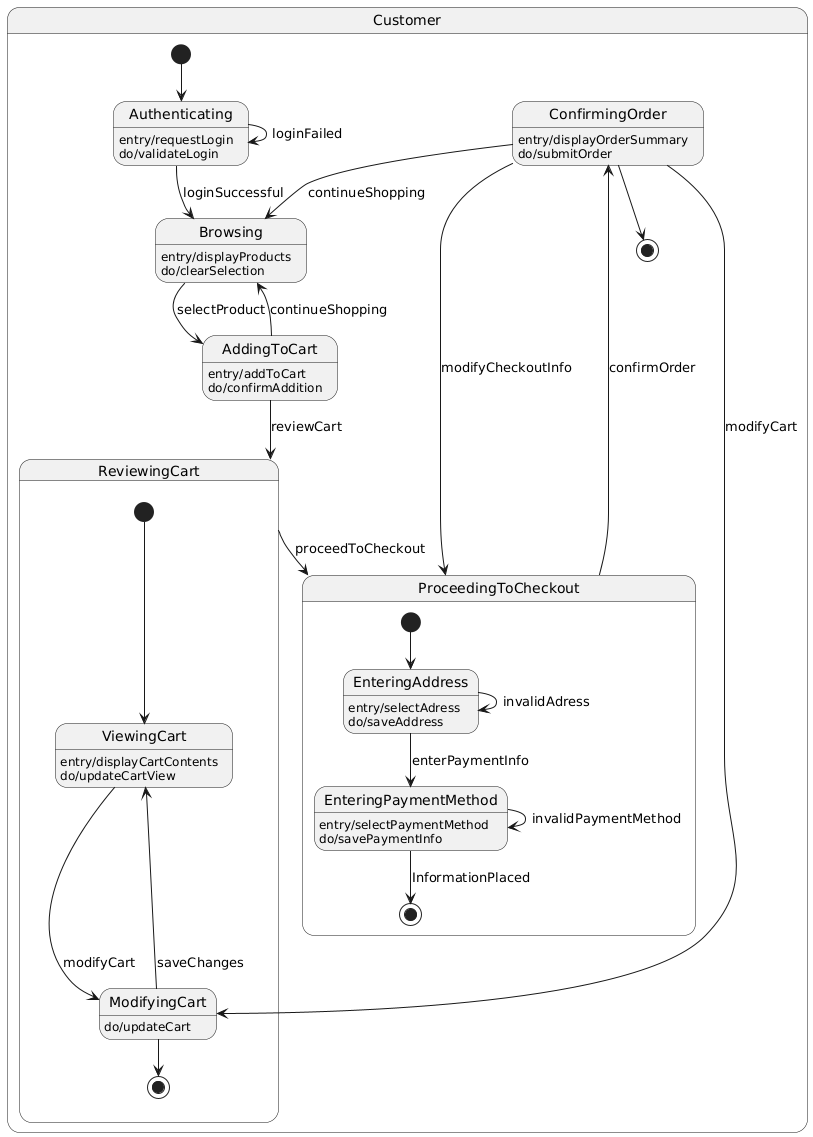 Customer
Authenticating
entry/requestLogin
do/validateLogin
loginFailed
ConfirmingOrder
entry/displayOrderSummary
do/submitOrder
loginSuccessful
continueShopping
Browsing
entry/displayProducts
do/clearSelection
selectProduct
continueShopping
AddingToCart
entry/addToCart
do/confirmAddition
modifyCheckoutInfo
confirmOrder
reviewCart
modifyCart
ReviewingCart
proceedToCheckout
ProceedingToCheckout
EnteringAddress
entry/selectAdress
do/saveAddress
invalidAdress
ViewingCart
entry/displayCartContents
do/updateCartView
enterPaymentInfo
EnteringPaymentMethod
entry/selectPaymentMethod
do/savePaymentInfo
invalidPaymentMethod
InformationPlaced
modifyCart
saveChanges
ModifyingCart
do/updateCart